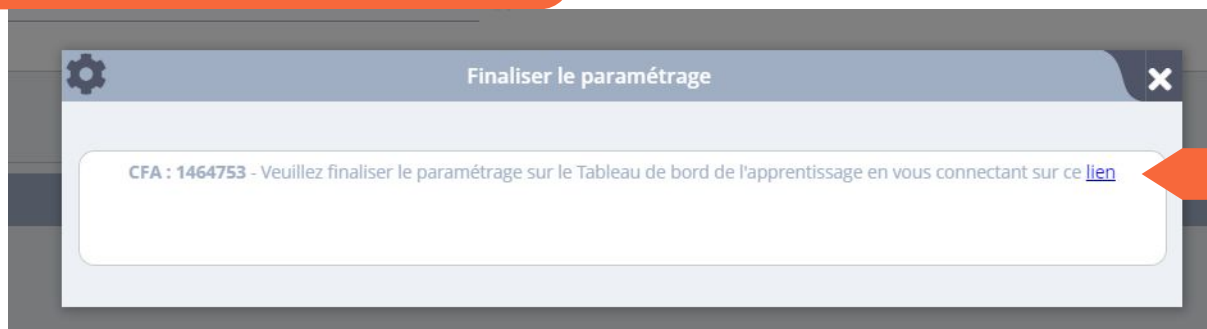 Finaliser le paramétrage
CFA : 1464753 - Veuillez finaliser le paramétrage sur le Tableau de bord de l'apprentissage en vous connectant sur ce lien